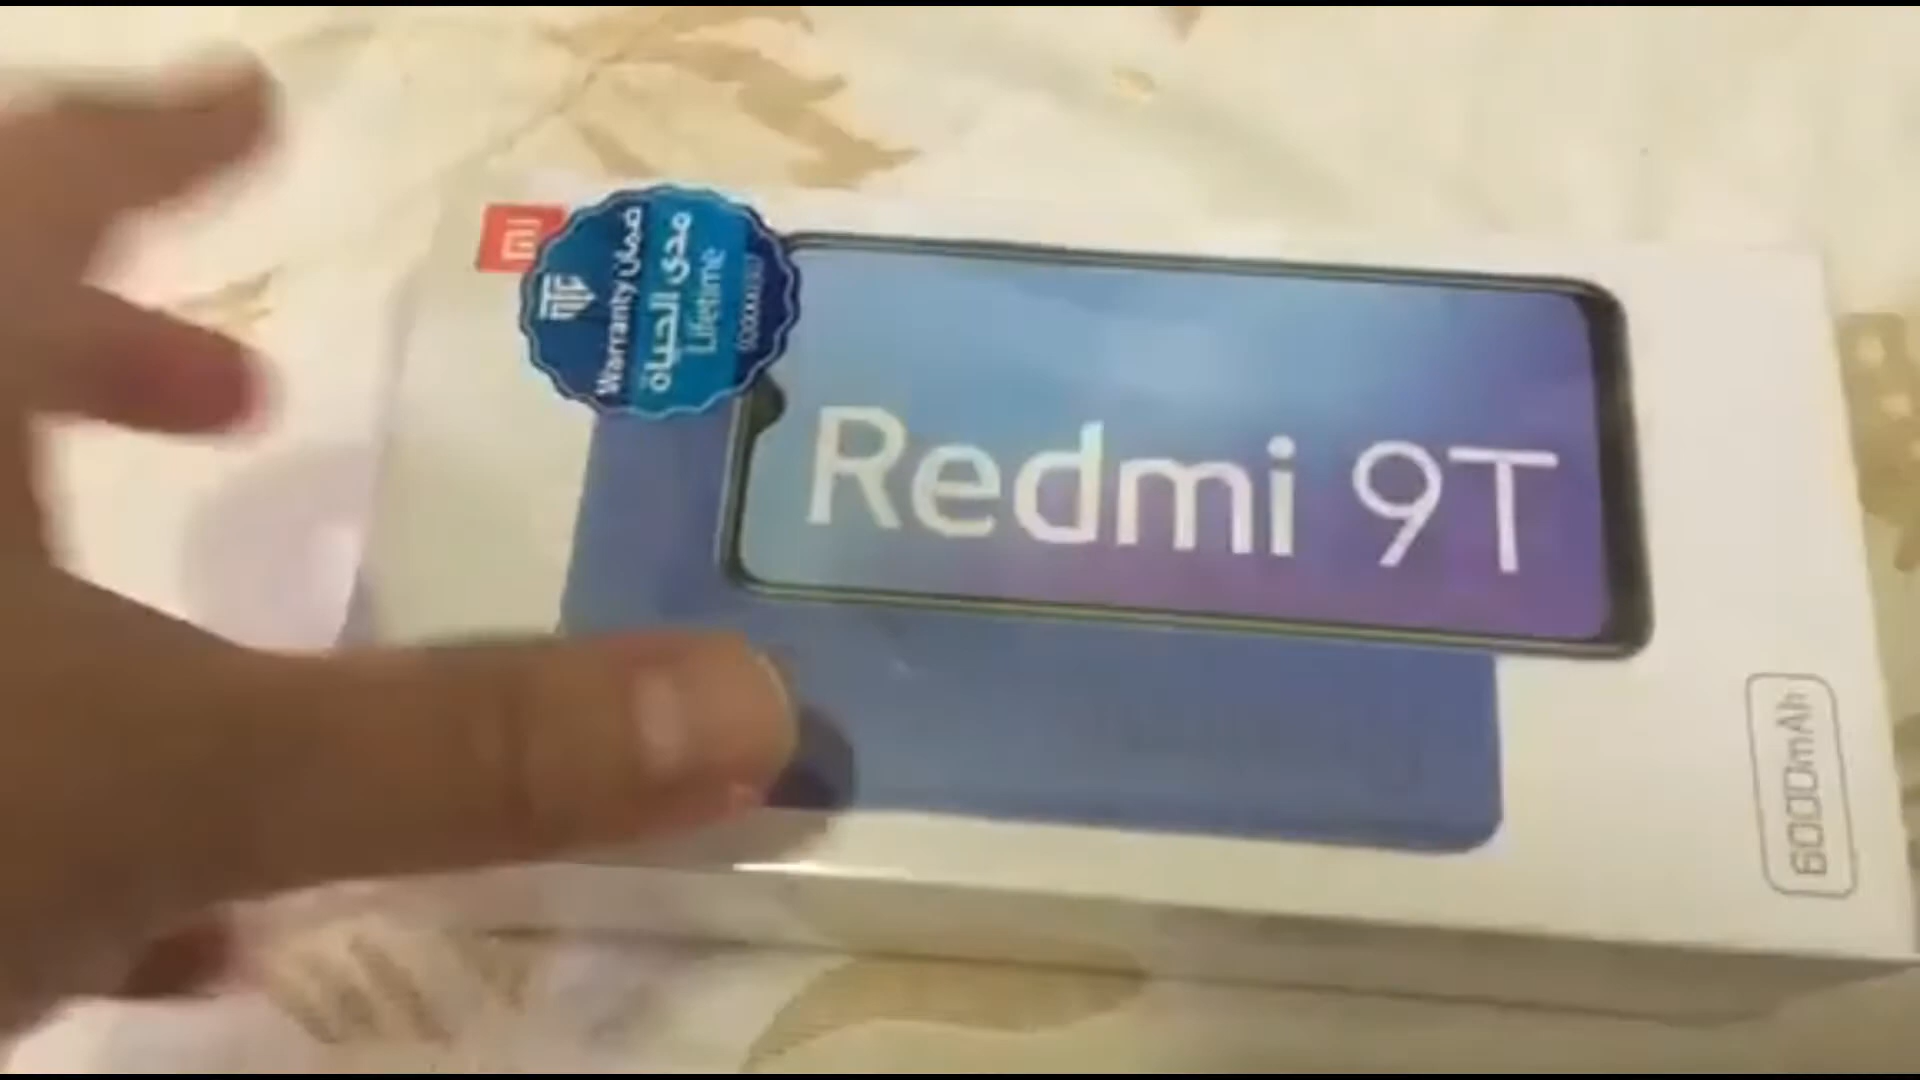 mi
ضمان Warranty
مدى الحياة
Lifetime
Redmi 9T
6000mAh